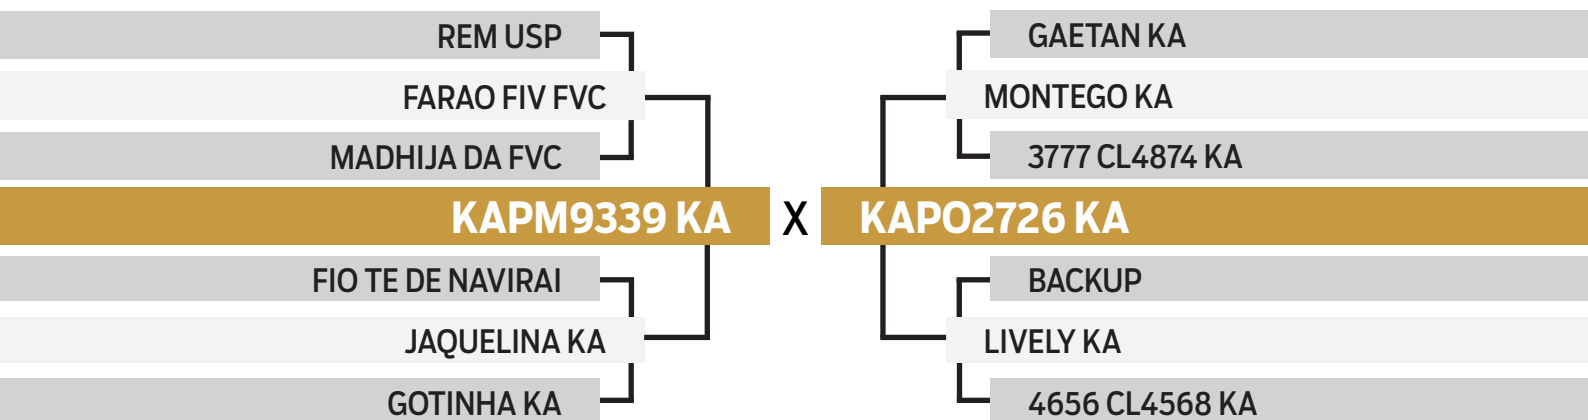 REM USP
GAETAN KA
FARAO FIV FVC
MONTEGO KA
MADHIJA DA FVC
3777 CL4874 KA
KAPM9339 KA X KAPO2726 KA
FIO TE DE NAVIRAI
BACKUP
JAQUELINA KA
LIVELY KA
GOTINHA KA
4656 CL4568 KA